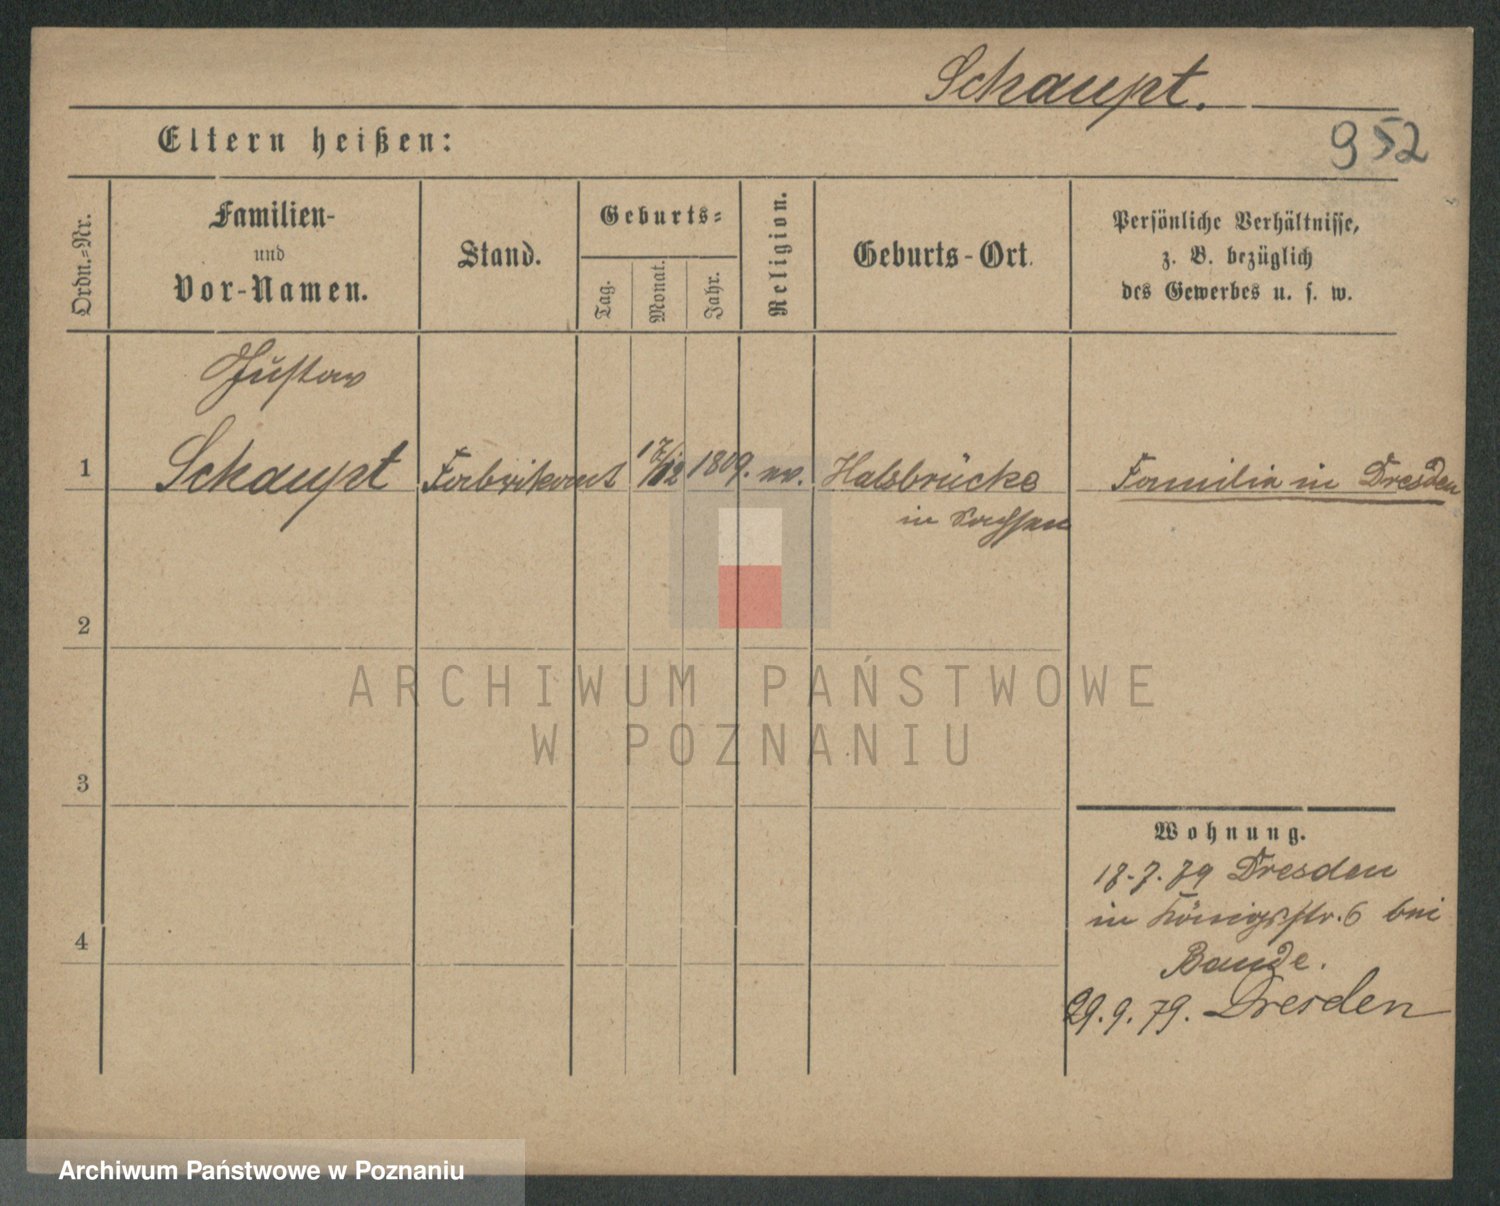 Schaupt.
952
Eltern heißen:
Ordn.-Nr.
Familien-
und
Vor-Namen.
Stand.
Geburts-
Tag.
Monat.
Jahr.
Religion.
Geburts-Ort.
Persönliche Verhältnisse,
z. B. bezüglich
des Gewerbes u. s. w.
Gustav
1 Schaupt Fabrikant 17/12 1809. ev. Halsbrücke Familie in Dresden
in Sachsen
2
ARCHIWUM PAŃSTWOWE
W POZNANIU
3
Wohnung.
18.7.79 Dresden
in Königsstr. 6 bei
4
29.9.79. Dresden
Archiwum Państwowe w Poznaniu